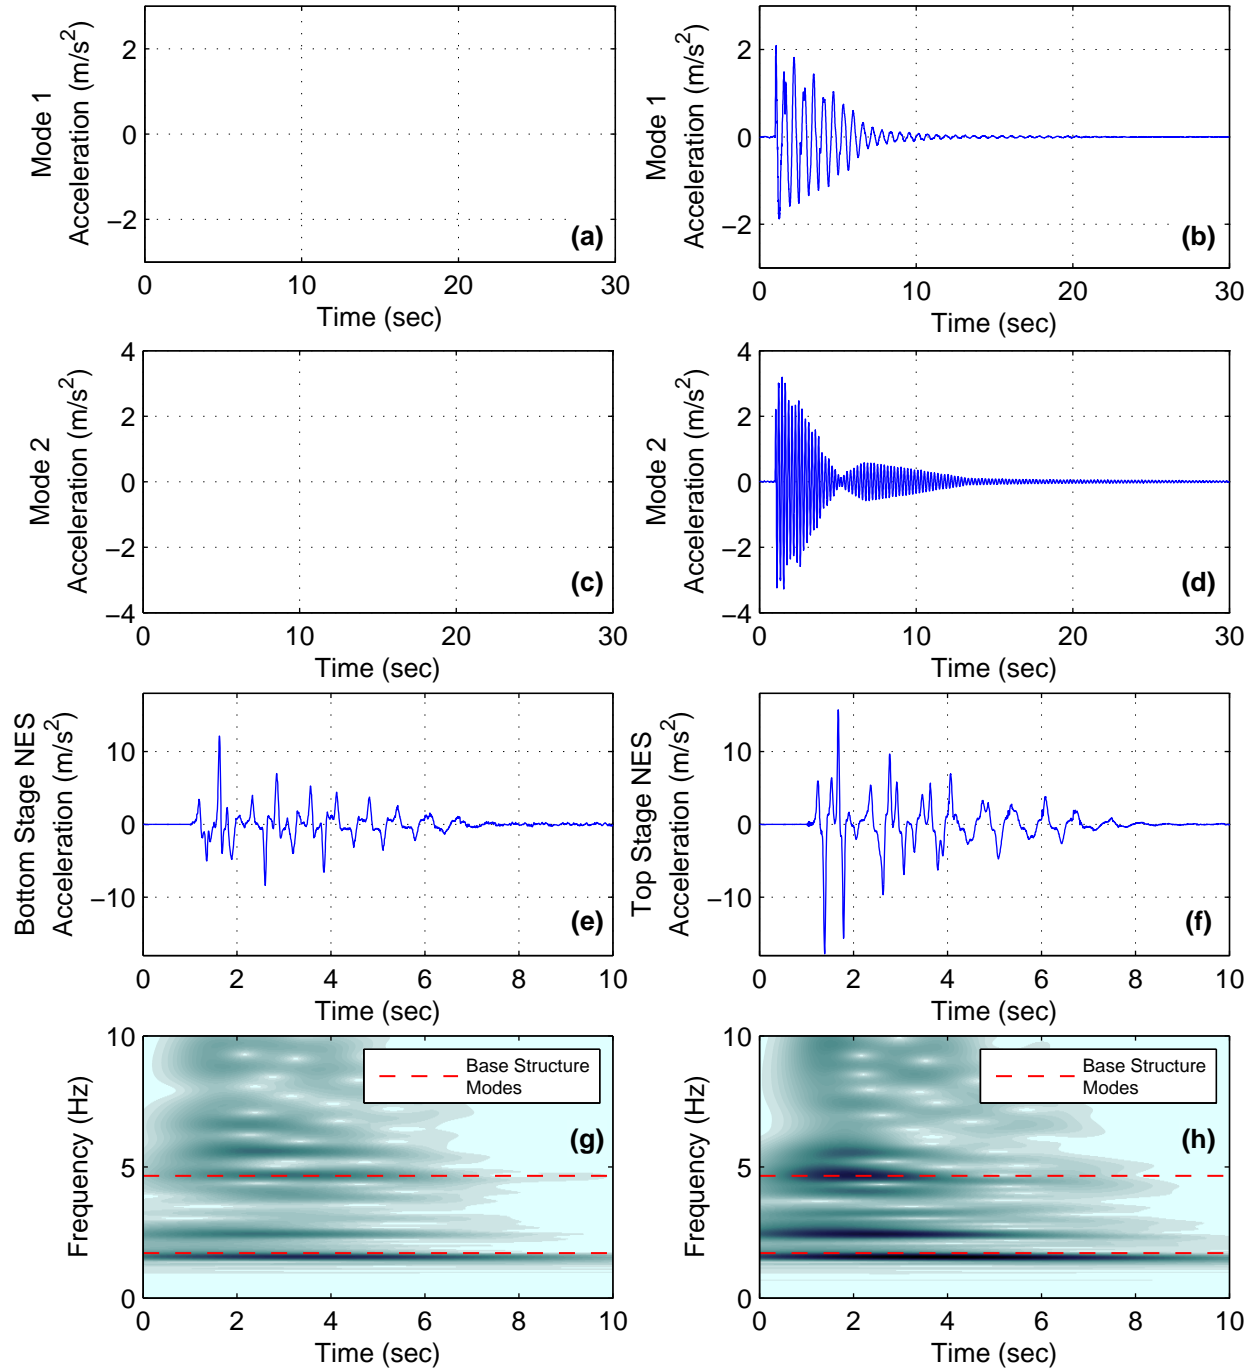 Mode 1
Acceleration (m/s2)
2
0
−2
0
10
20
30
Time (sec)
(a)
Mode 1
Acceleration (m/s2)
2
0
−2
0
10
20
30
Time (sec)
(b)
Mode 2
Acceleration (m/s2)
4
2
0
−2
−4
0
10
20
30
Time (sec)
(c)
Mode 2
Acceleration (m/s2)
4
2
0
−2
−4
0
10
20
30
Time (sec)
(d)
Bottom Stage NES
Acceleration (m/s2)
10
0
−10
0
2
4
6
8
10
Time (sec)
(e)
Top Stage NES
Acceleration (m/s2)
10
0
−10
0
2
4
6
8
10
Time (sec)
(f)
Frequency (Hz)
10
5
0
0
2
4
6
8
10
Time (sec)
Base Structure
Modes
(g)
Frequency (Hz)
10
5
0
0
2
4
6
8
10
Time (sec)
Base Structure
Modes
(h)